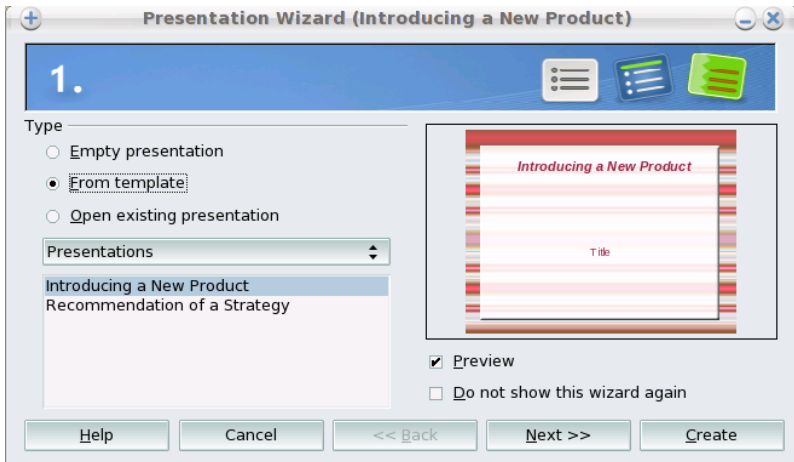 Presentation Wizard (Introducing a New Product)
1.
Type
Empty presentation
From template
Open existing presentation
Presentations
Introducing a New Product
Recommendation of a Strategy
Introducing a New Product
Title
Preview
Do not show this wizard again
Help
Cancel
<< Back
Next >>
Create